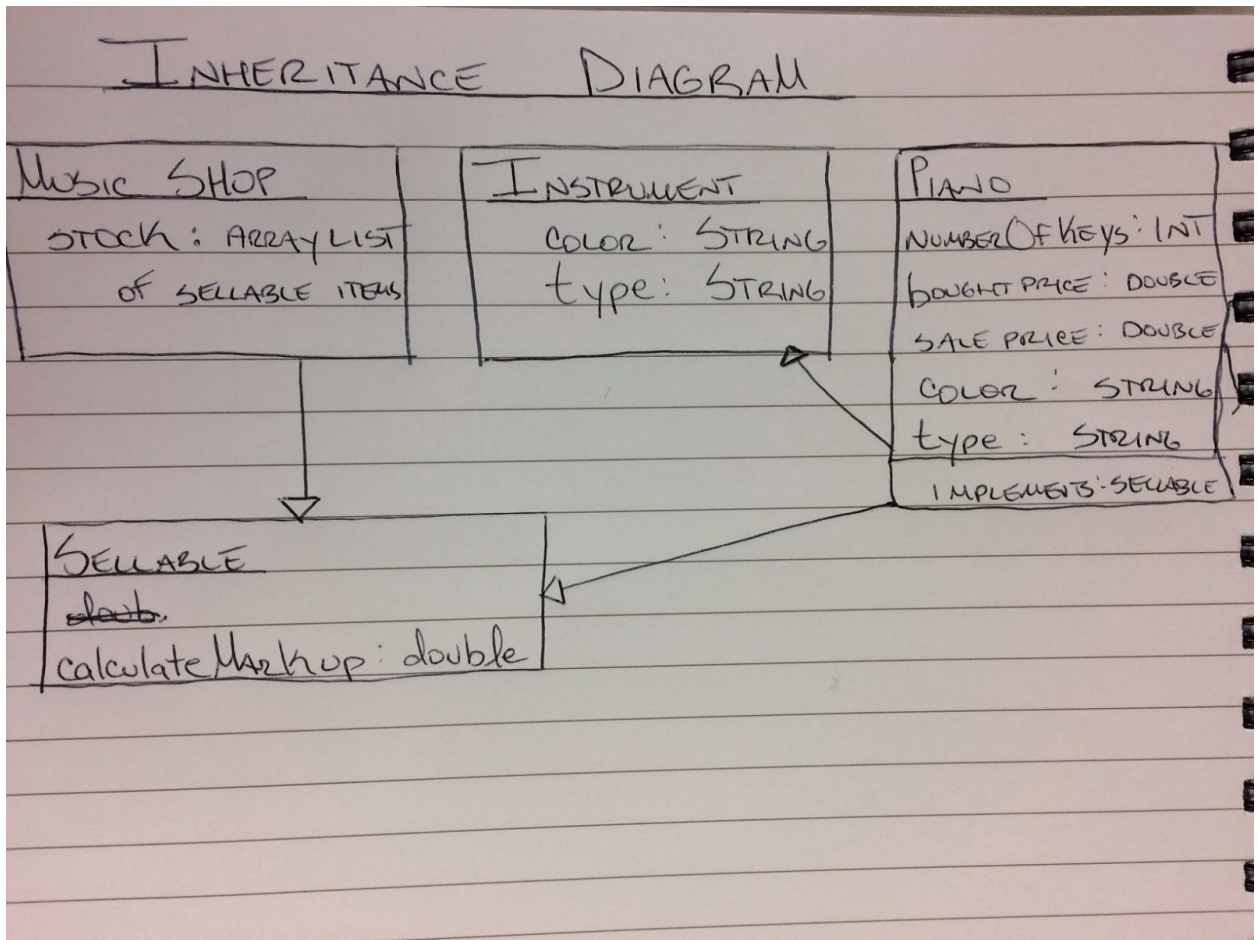 INHERITANCE DIAGRAM
MUSIC SHOP
STOCK: ARRAYLIST
OF SELLABLE ITEMS
INSTRUMENT
COLOR: STRING
type: STRING
PIANO
NUMBEROFKEYS: INT
BOUGHT PRICE: DOUBLE
SALE PRICE: DOUBLE
COLOR: STRING
type: STRING
IMPLEMENTS: SELLABLE
SELLABLE
doub.
calculateMarkup: double